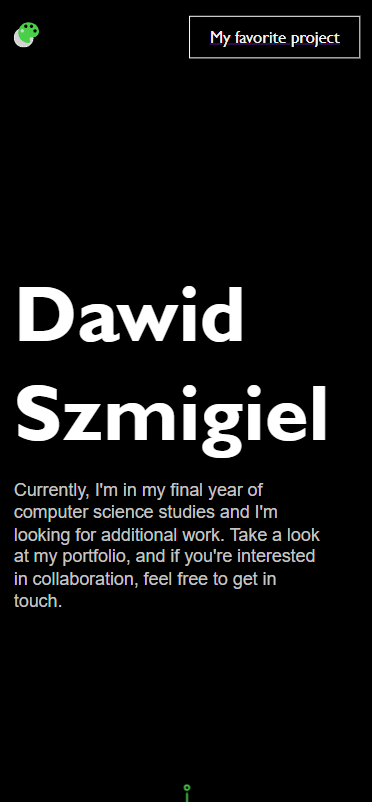 My favorite project
Dawid
Szmigiel
Currently, I'm in my final year of
computer science studies and I'm
looking for additional work. Take a look
at my portfolio, and if you're interested
in collaboration, feel free to get in
touch.